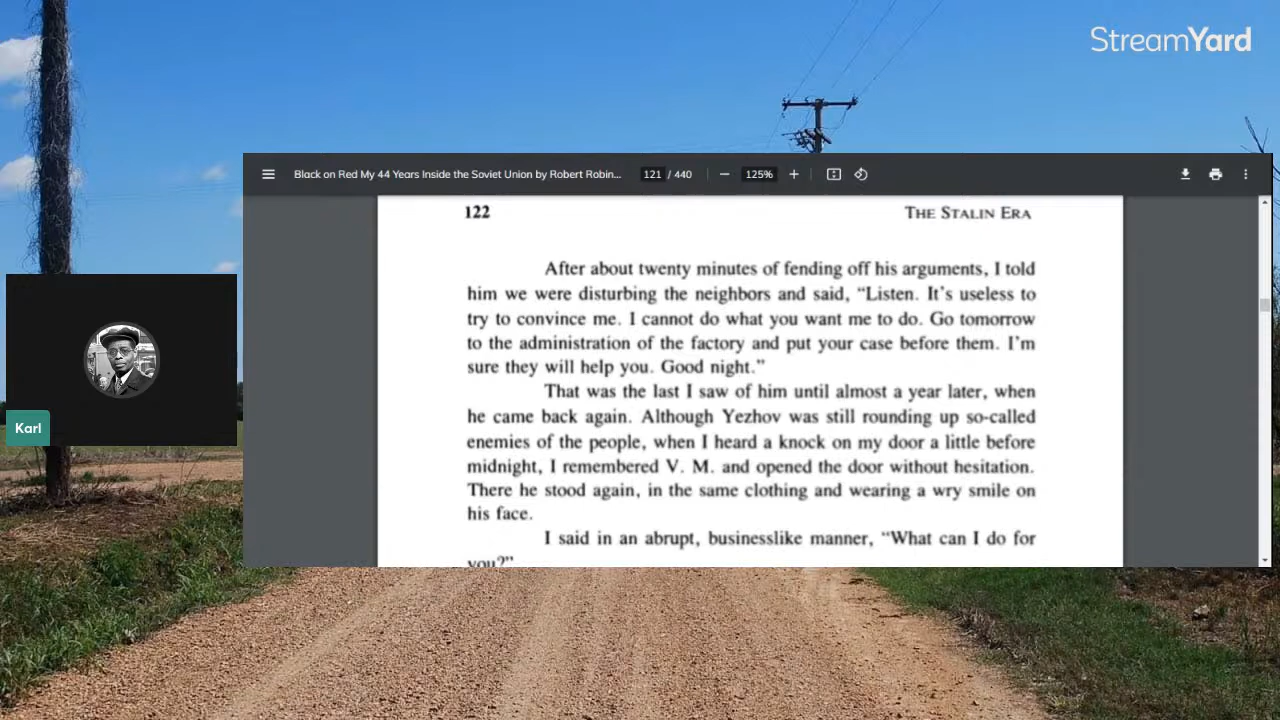 StreamYard
Black on Red My 44 Years Inside the Soviet Union by Robert Robin...
121 / 440
125%
122
THE STALIN ERA
After about twenty minutes of fending off his arguments, I told
him we were disturbing the neighbors and said, “Listen. It’s useless to
try to convince me. I cannot do what you want me to do. Go tomorrow
to the administration of the factory and put your case before them. I’m
sure they will help you. Good night.”
That was the last I saw of him until almost a year later, when
he came back again. Although Yezhov was still rounding up so-called
enemies of the people, when I heard a knock on my door a little before
midnight, I remembered V. M. and opened the door without hesitation.
There he stood again, in the same clothing and wearing a wry smile on
his face.
I said in an abrupt, businesslike manner, “What can I do for
you?”
Karl